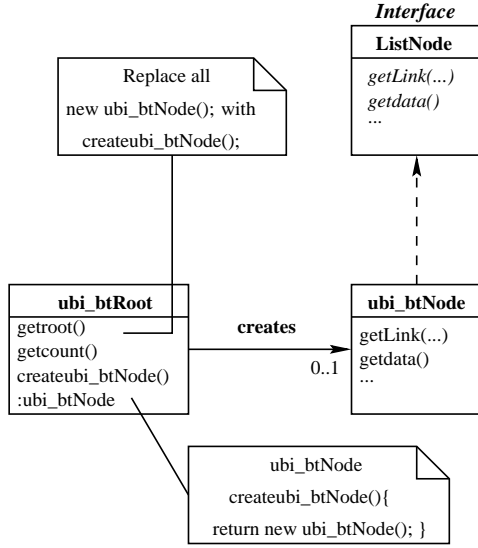 Interface
ListNode
getLink(...)
getdata()
...
Replace all
new ubi_btNode(); with
createubi_btNode();
ubi_btRoot
getroot()
getcount()
createubi_btNode()
:ubi_btNode
creates
0..1
ubi_btNode
getLink(...)
getdata()
...
ubi_btNode
createubi_btNode(){
return new ubi_btNode(); }